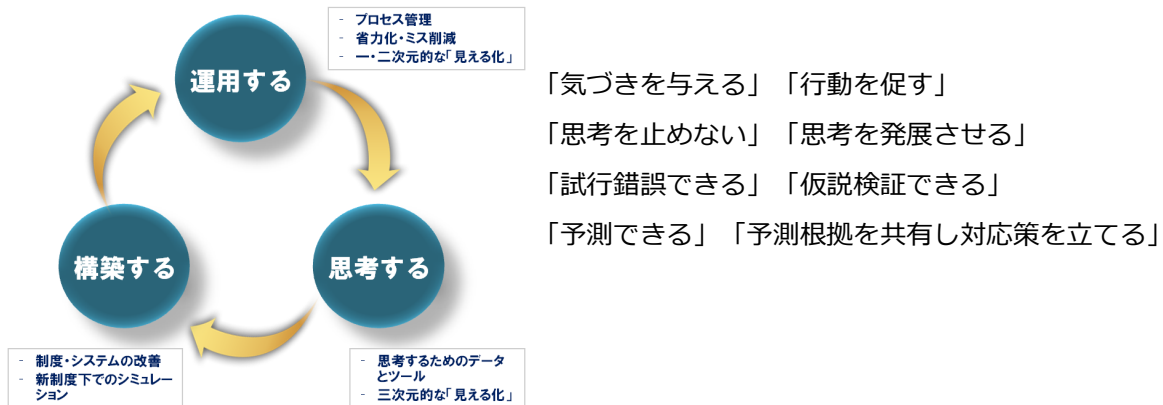 運用する
- プロセス管理
- 省力化・ミス削減
- 一・二次元的な「見える化」
思考する
- 思考するためのデータ
とツール
- 三次元的な「見える化」
構築する
- 制度・システムの改善
- 新制度下でのシミュレー
ション
「気づきを与える」「行動を促す」
「思考を止めない」「思考を発展させる」
「試行錯誤できる」「仮説検証できる」
「予測できる」「予測根拠を共有し対応策を立てる」